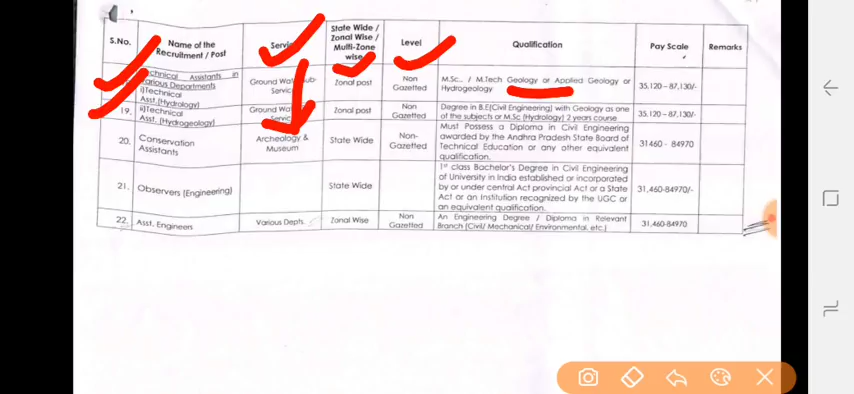 S.No.
Name of the
Recruitment / Post
State Wide /
Zonal Wise /
Multi-Zone
wise
Level
Qualification
Pay Scale
Remarks
Technical Assistants in
Various Departments
i)Technical
Asst.(Hydrology)
Ground
Servic
Zonal post
Non
Gazetted
M.Sc., / M.Tech Geology or Applied Geology or
Hydrogeology
35,120 – 87,130/-
19.
ii)Technical
Asst. (Hydrogeology)
Ground
Servic
Zonal post
Non
Gazetted
Degree in B.E(Civil Engineering) with Geology as one
of the subjects or M.Sc (Hydrology) 2 years course
35,120 – 87,130/-
20.
Conservation
Assistants
Archeology &
Museum
State Wide
Non-
Gazetted
Must Possess a Diploma in Civil Engineering
awarded by the Andhra Pradesh State Board of
Technical Education or any other equivalent
qualification.
31460 - 84970
21.
Observers (Engineering)
State Wide
1st class Bachelor's Degree in Civil Engineering
of University in India established or incorporated
by or under central Act provincial Act or a State
Act or an Institution recognized by the UGC or
an equivalent qualification.
31,460-84970/-
22.
Asst. Engineers
Various Depts.
Zonal Wise
Non
Gazetted
An Engineering Degree / Diploma in Relevant
Branch (Civil/ Mechanical/ Environmental, etc.)
31,460-84970